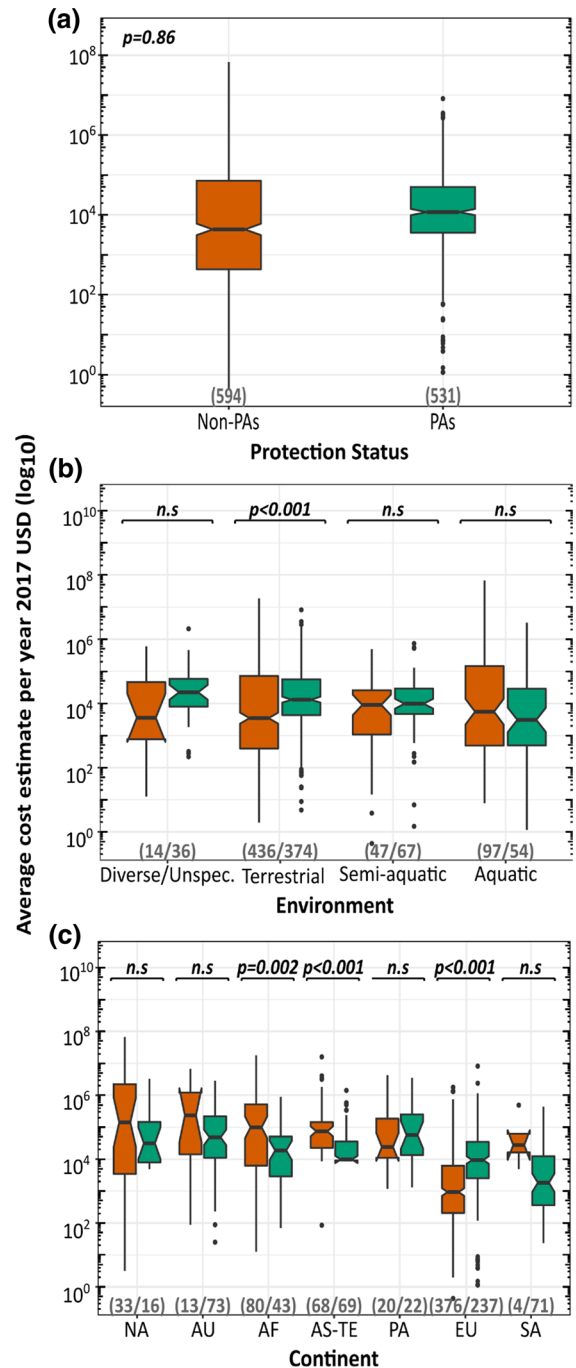 (a)
p=0.86
10^8
10^6
10^4
10^2
10^0
(594) (531)
Non-PAs PAs
Protection Status
Average cost estimate per year 2017 USD (log10)
(b)
n.s p<0.001 n.s n.s
10^10
10^8
10^6
10^4
10^2
10^0
(14/36) (436/374) (47/67) (97/54)
Diverse/Unspec. Terrestrial Semi-aquatic Aquatic
Environment
(c)
n.s n.s p=0.002 p<0.001 n.s p<0.001 n.s
10^10
10^8
10^6
10^4
10^2
10^0
(33/16) (13/73) (80/43) (68/69) (20/22) (376/237) (4/71)
NA AU AF AS-TE PA EU SA
Continent